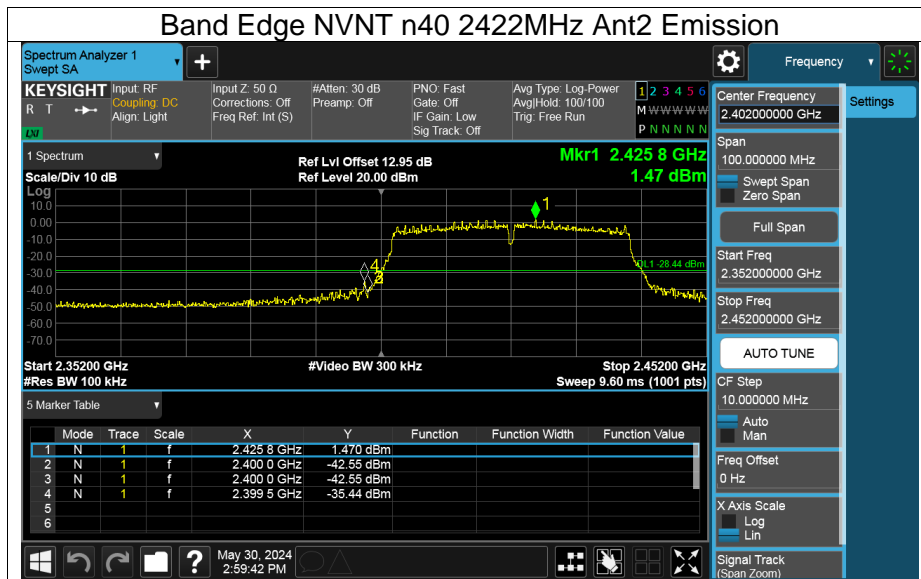 Band Edge NVNT n40 2422MHz Ant2 Emission
Spectrum Analyzer 1
Swept SA
+
Frequency
KEYSIGHT
R T
LXI
Input: RF
Coupling: DC
Align: Light
Input Z: 50 Ω
Corrections: Off
Freq Ref: Int (S)
#Atten: 30 dB
Preamp: Off
PNO: Fast
Gate: Off
IF Gain: Low
Sig Track: Off
Avg Type: Log-Power
Avg|Hold: 100/100
Trig: Free Run
1 2 3 4 5 6
M W W W W W
P N N N N N
1 Spectrum
Scale/Div 10 dB
Ref Lvl Offset 12.95 dB
Ref Level 20.00 dBm
Mkr1 2.425 8 GHz
1.47 dBm
Log
10.0
0.00
-10.0
-20.0
-30.0
-40.0
-50.0
-60.0
-70.0
1
4
DL1 -28.44 dBm
Start 2.35200 GHz
#Res BW 100 kHz
#Video BW 300 kHz
Stop 2.45200 GHz
Sweep 9.60 ms (1001 pts)
5 Marker Table
Mode Trace Scale X Y Function Function Width Function Value
1 N 1 f 2.425 8 GHz 1.470 dBm
2 N 1 f 2.400 0 GHz -42.55 dBm
3 N 1 f 2.400 0 GHz -42.55 dBm
4 N 1 f 2.399 5 GHz -35.44 dBm
5
6
May 30, 2024
2:59:42 PM
?
Center Frequency
2.402000000 GHz
Settings
Span
100.000000 MHz
Swept Span
Zero Span
Full Span
Start Freq
2.352000000 GHz
Stop Freq
2.452000000 GHz
AUTO TUNE
CF Step
10.000000 MHz
Auto
Man
Freq Offset
0 Hz
X Axis Scale
Log
Lin
Signal Track
(Span Zoom)